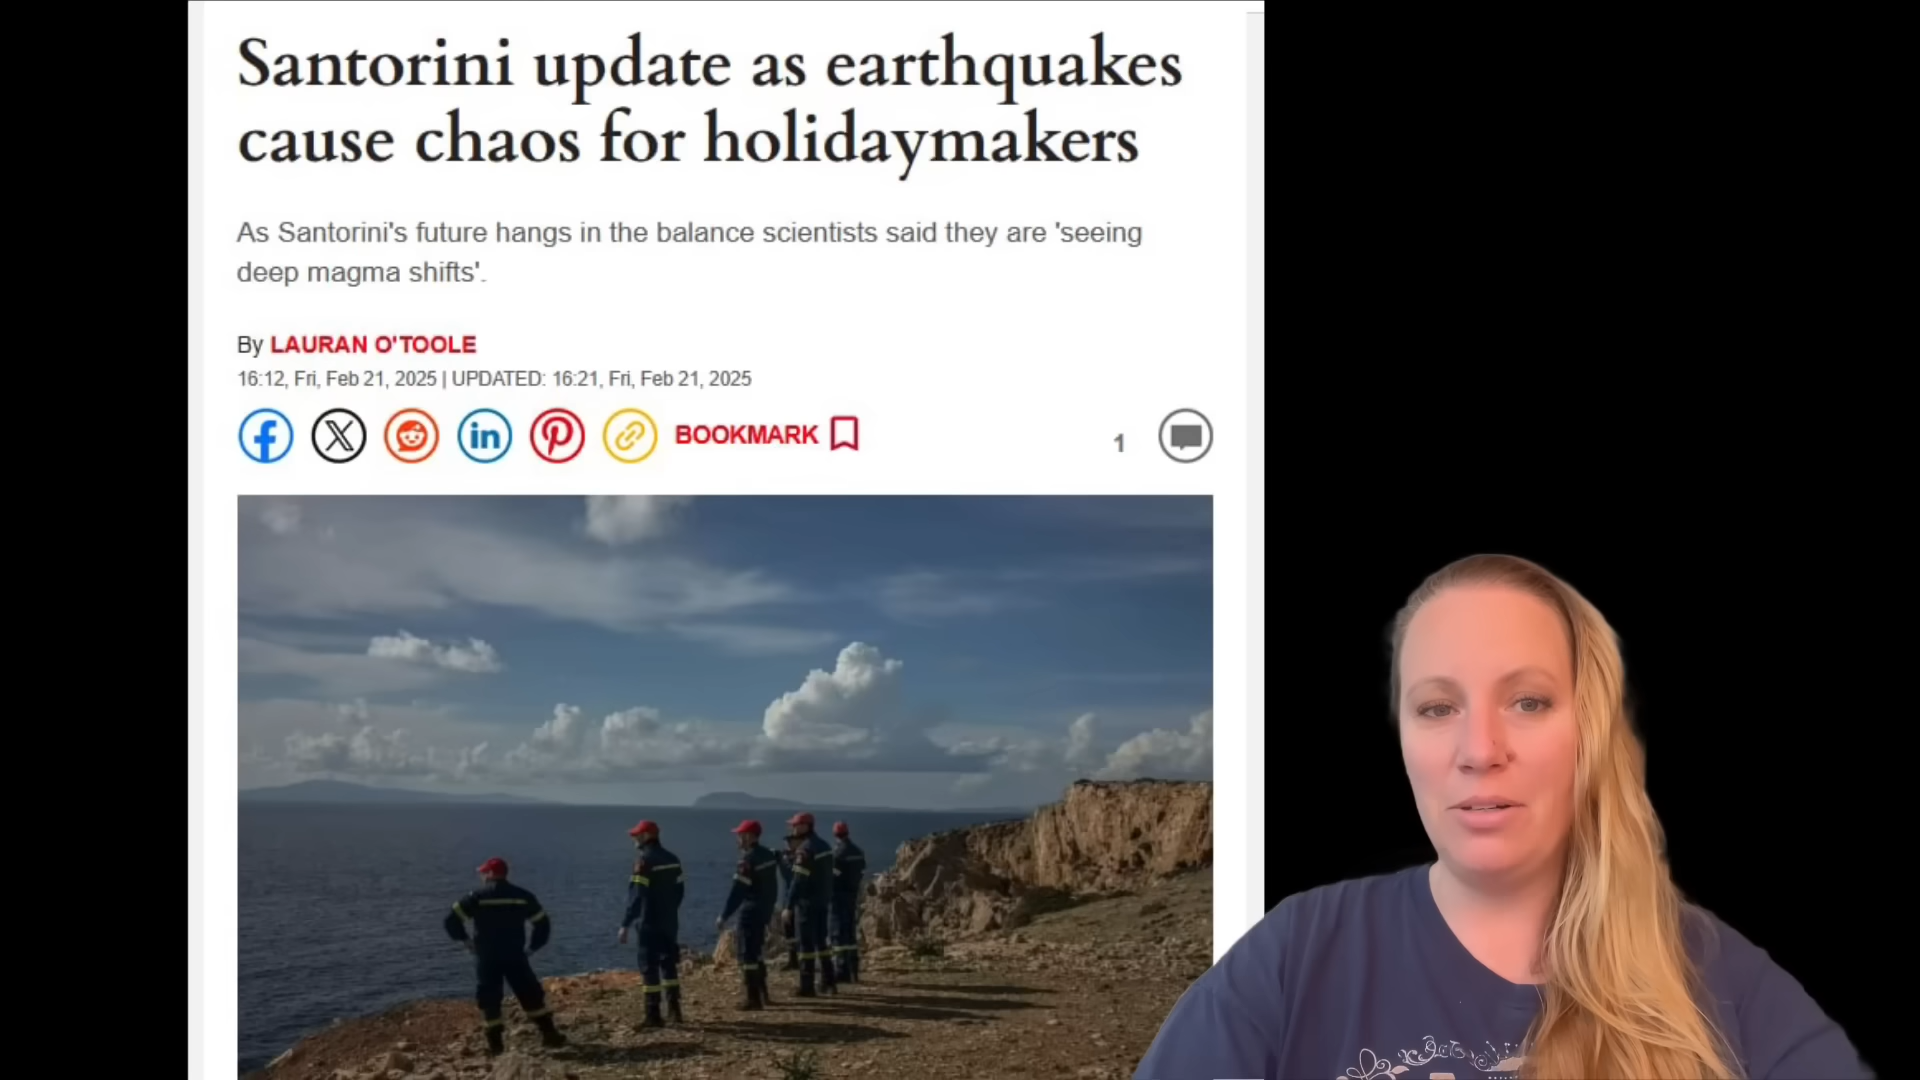 Santorini update as earthquakes
cause chaos for holidaymakers
As Santorini's future hangs in the balance scientists said they are 'seeing
deep magma shifts'.
By LAURAN O'TOOLE
16:12, Fri, Feb 21, 2025 | UPDATED: 16:21, Fri, Feb 21, 2025
BOOKMARK
1